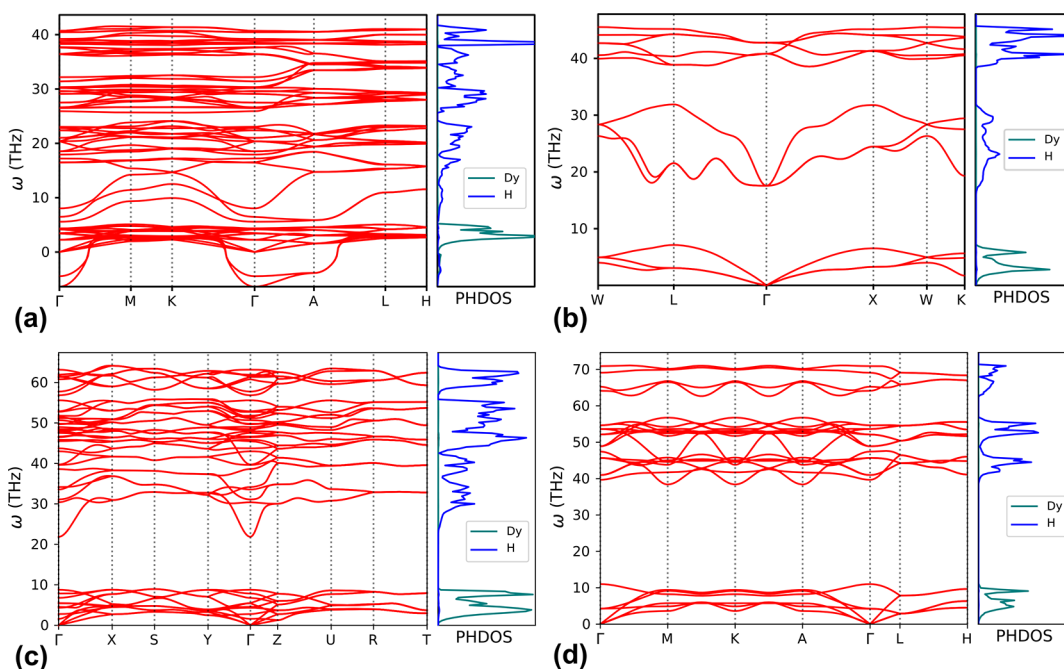 40
30
20
10
0
ω (THz)
Γ M K Γ A L H
Dy
H
PHDOS
(a)
40
30
20
10
ω (THz)
W L Γ X W K
Dy
H
PHDOS
(b)
60
50
40
30
20
10
0
ω (THz)
Γ X S Y Γ Z U R T
Dy
H
PHDOS
(c)
70
60
50
40
30
20
10
0
ω (THz)
Γ M K A Γ L H
Dy
H
PHDOS
(d)